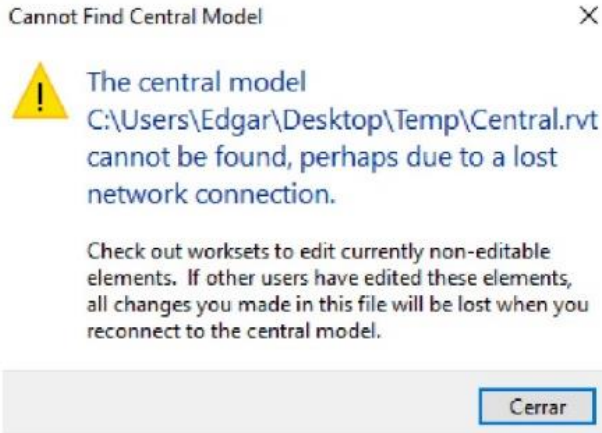 Cannot Find Central Model
The central model
C:\Users\Edgar\Desktop\Temp\Central.rvt
cannot be found, perhaps due to a lost
network connection.
Check out worksets to edit currently non-editable
elements. If other users have edited these elements,
all changes you made in this file will be lost when you
reconnect to the central model.
Cerrar